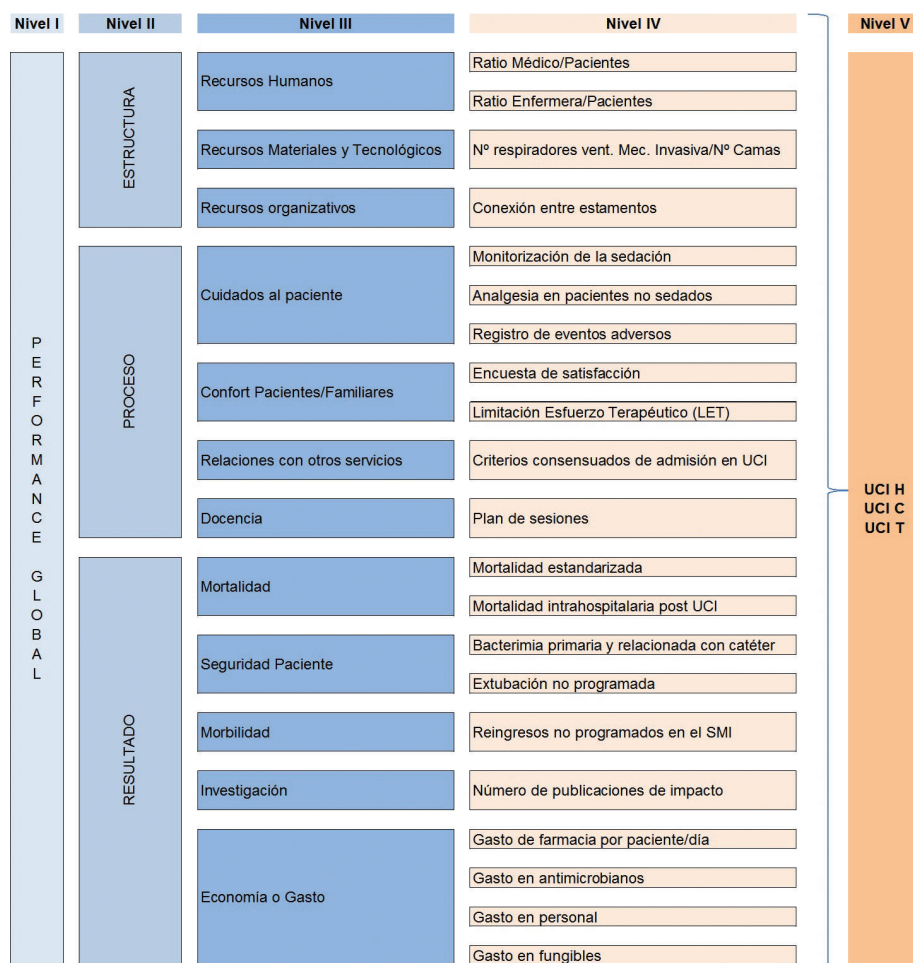 Nivel I
Nivel II
Nivel III
Nivel IV
Nivel V
PERFORMANCE GLOBAL
ESTRUCTURA
Recursos Humanos
Ratio Médico/Pacientes
Ratio Enfermera/Pacientes
Recursos Materiales y Tecnológicos
Nº respiradores vent. Mec. Invasiva/Nº Camas
Recursos organizativos
Conexión entre estamentos
PROCESO
Cuidados al paciente
Monitorización de la sedación
Analgesia en pacientes no sedados
Registro de eventos adversos
Confort Pacientes/Familiares
Encuesta de satisfacción
Limitación Esfuerzo Terapéutico (LET)
Relaciones con otros servicios
Criterios consensuados de admisión en UCI
Docencia
Plan de sesiones
RESULTADO
Mortalidad
Mortalidad estandarizada
Mortalidad intrahospitalaria post UCI
Seguridad Paciente
Bacterimia primaria y relacionada con catéter
Extubación no programada
Morbilidad
Reingresos no programados en el SMI
Investigación
Número de publicaciones de impacto
Economía o Gasto
Gasto de farmacia por paciente/día
Gasto en antimicrobianos
Gasto en personal
Gasto en fungibles
UCI H
UCI C
UCI T